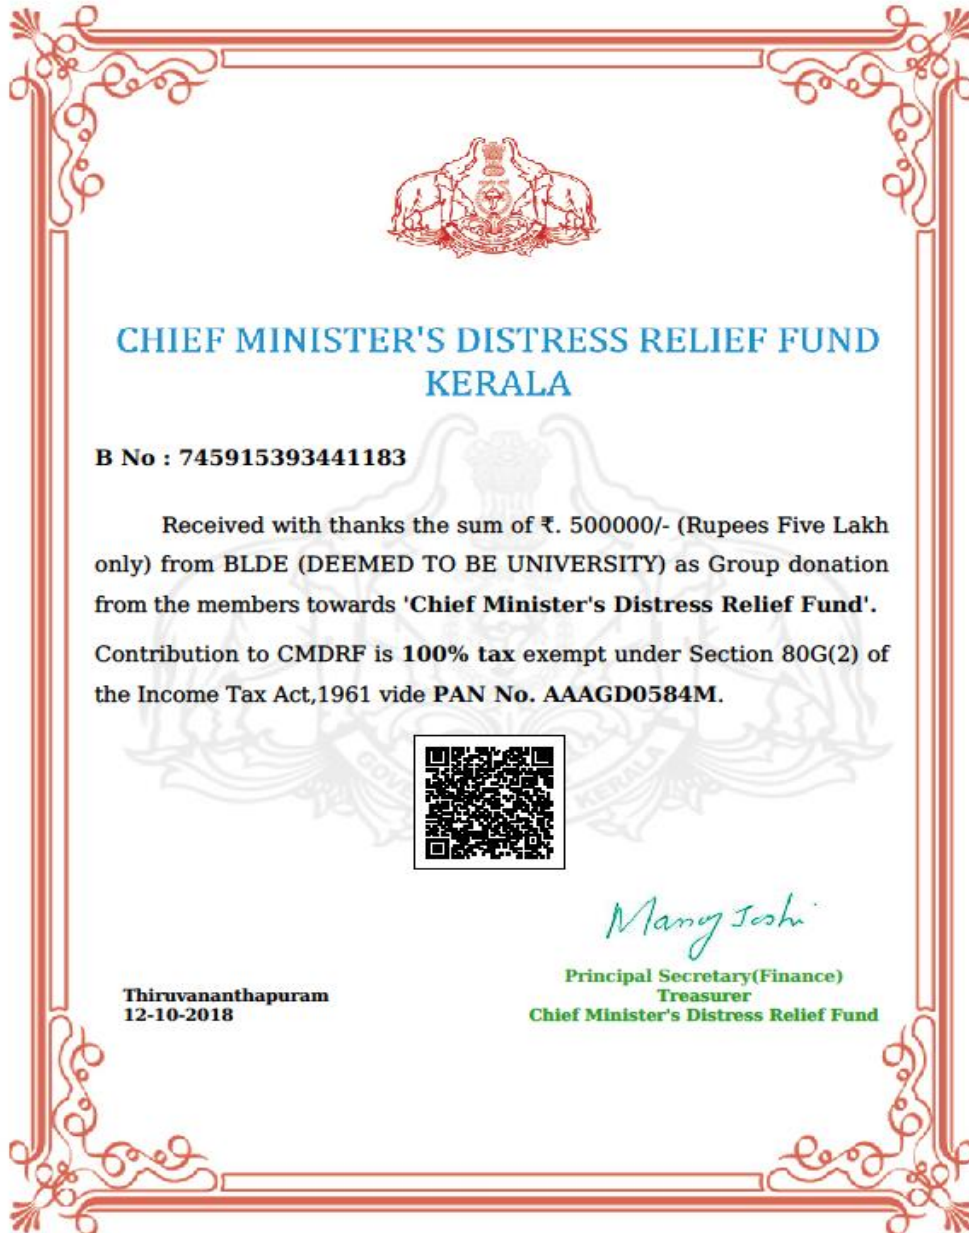 CHIEF MINISTER'S DISTRESS RELIEF FUND
KERALA
B No : 745915393441183
Received with thanks the sum of ₹. 500000/- (Rupees Five Lakh
only) from BLDE (DEEMED TO BE UNIVERSITY) as Group donation
from the members towards 'Chief Minister's Distress Relief Fund'.
Contribution to CMDRF is 100% tax exempt under Section 80G(2) of
the Income Tax Act,1961 vide PAN No. AAAGD0584M.
KERALA
Manoj Joshi
Principal Secretary(Finance)
Treasurer
Chief Minister's Distress Relief Fund
Thiruvananthapuram
12-10-2018